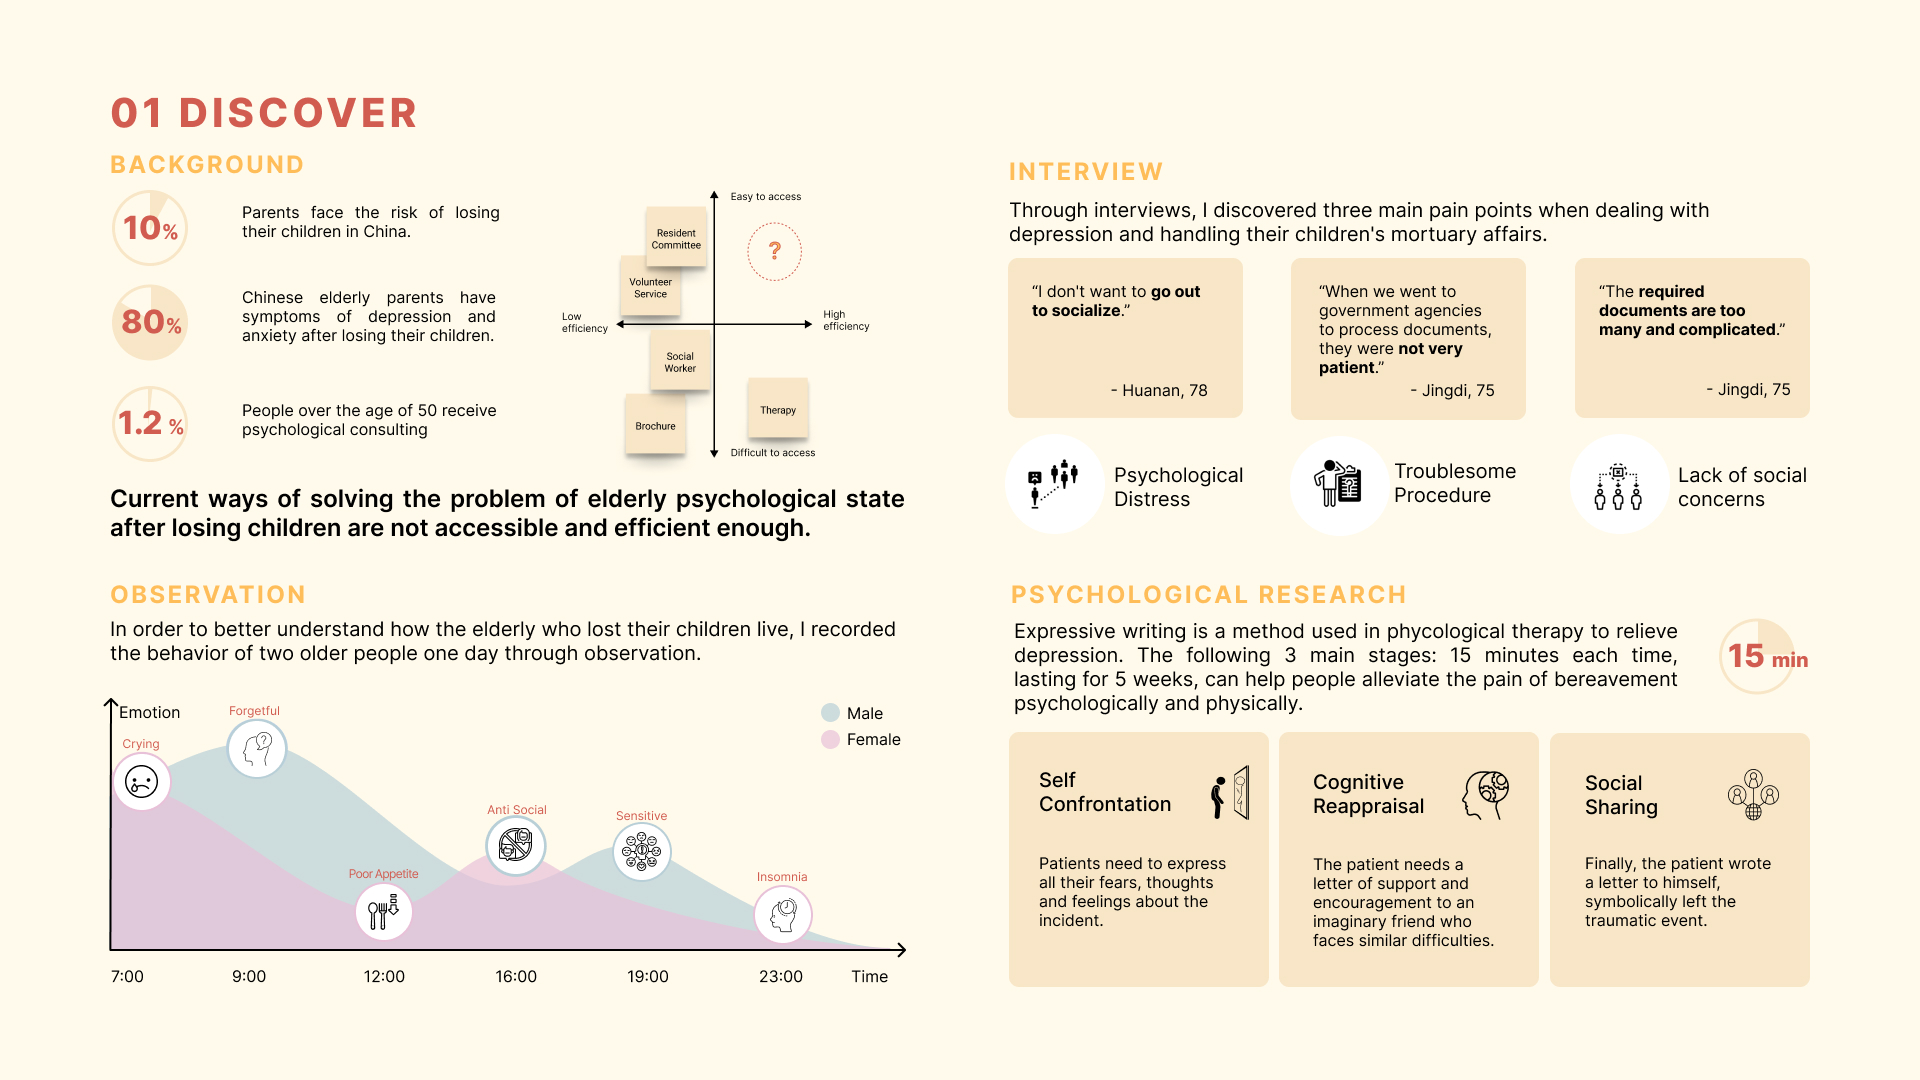 01 DISCOVER
BACKGROUND
10%
Parents face the risk of losing
their children in China.
80%
Chinese elderly parents have
symptoms of depression and
anxiety after losing their children.
1.2 %
People over the age of 50 receive
psychological consulting
Easy to access
Resident
Committee
?
Volunteer
Service
Low
efficiency
High
efficiency
Social
Worker
Therapy
Brochure
Difficult to access
Current ways of solving the problem of elderly psychological state
after losing children are not accessible and efficient enough.
OBSERVATION
In order to better understand how the elderly who lost their children live, I recorded
the behavior of two older people one day through observation.
Emotion
Forgetful
Male
Female
Crying
Anti Social
Sensitive
Poor Appetite
Insomnia
7:00
9:00
12:00
16:00
19:00
23:00
Time
INTERVIEW
Through interviews, I discovered three main pain points when dealing with
depression and handling their children's mortuary affairs.
“I don't want to go out
to socialize.”
- Huanan, 78
“When we went to
government agencies
to process documents,
they were not very
patient.”
- Jingdi, 75
“The required
documents are too
many and complicated.”
- Jingdi, 75
Psychological
Distress
Troublesome
Procedure
Lack of social
concerns
PSYCHOLOGICAL RESEARCH
Expressive writing is a method used in phycological therapy to relieve
depression. The following 3 main stages: 15 minutes each time,
lasting for 5 weeks, can help people alleviate the pain of bereavement
psychologically and physically.
15 min
Self
Confrontation
Patients need to express
all their fears, thoughts
and feelings about the
incident.
Cognitive
Reappraisal
The patient needs a
letter of support and
encouragement to an
imaginary friend who
faces similar difficulties.
Social
Sharing
Finally, the patient wrote
a letter to himself,
symbolically left the
traumatic event.